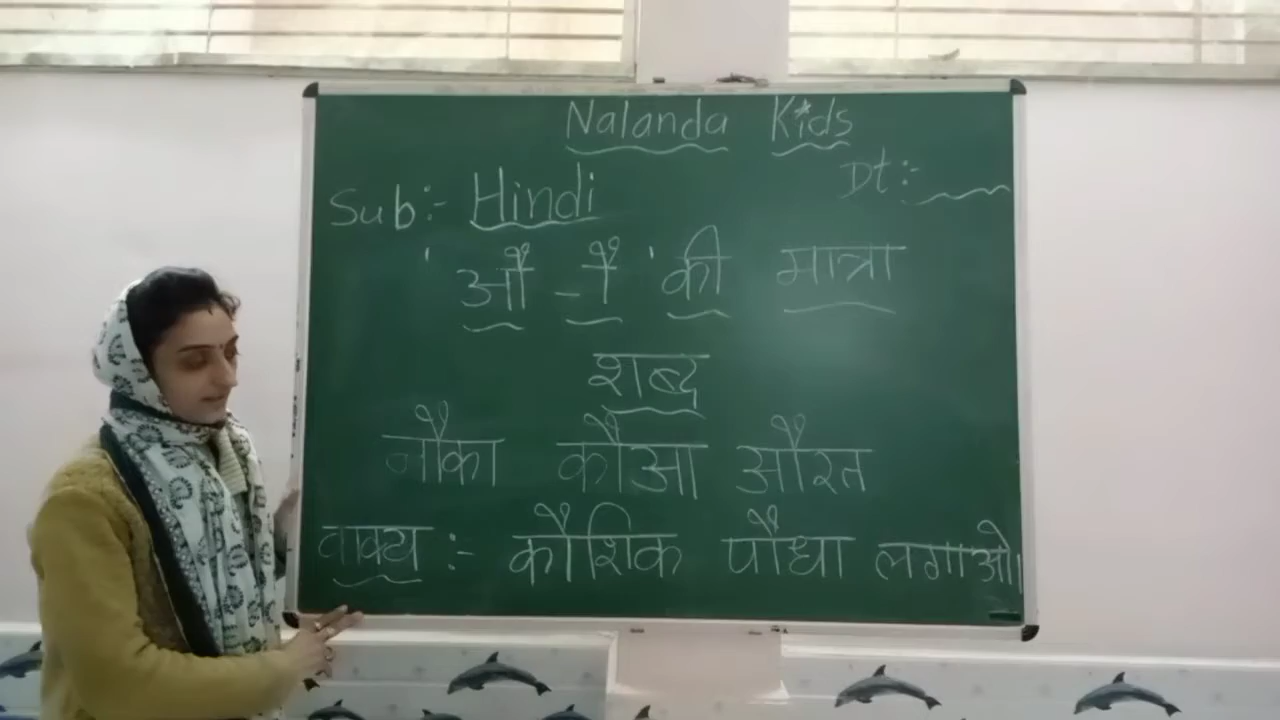 Nalanda Kids
Dt:-
Sub:- Hindi
' औ - ौ ' की मात्रा
शब्द
नौका कौआ औरत
वाक्य :- कौशिक पौधा लगाओ।